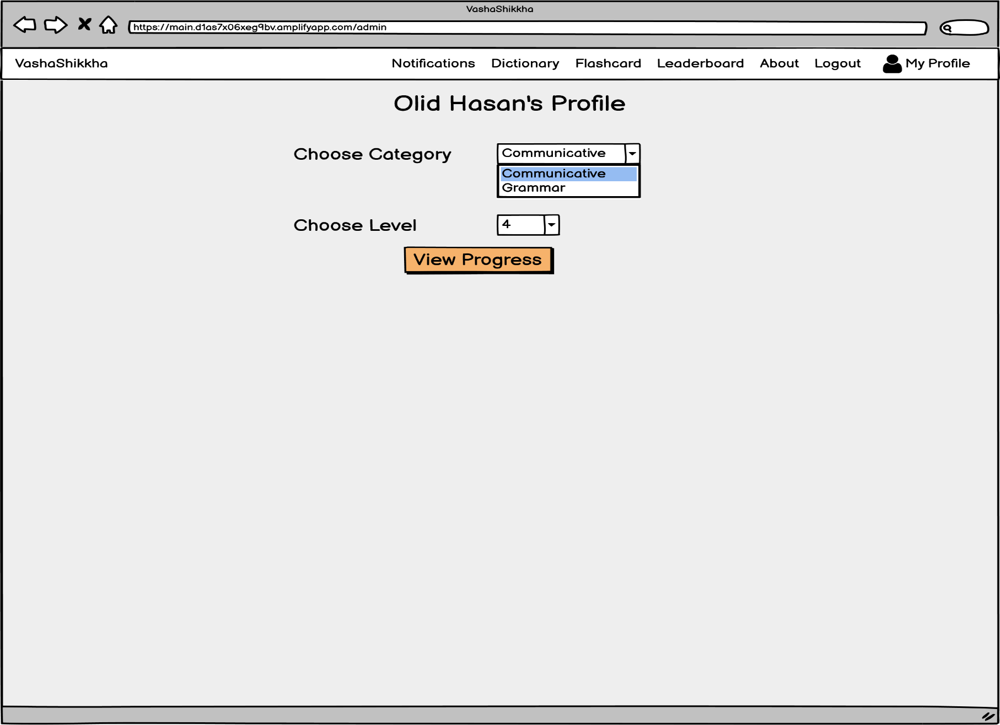 VashaShikkha
https://main.d1as7x06xeg9bv.amplifyapp.com/admin
VashaShikkha Notifications Dictionary Flashcard Leaderboard About Logout My Profile
Olid Hasan's Profile
Choose Category Communicative
Communicative
Grammar
Choose Level 4
View Progress